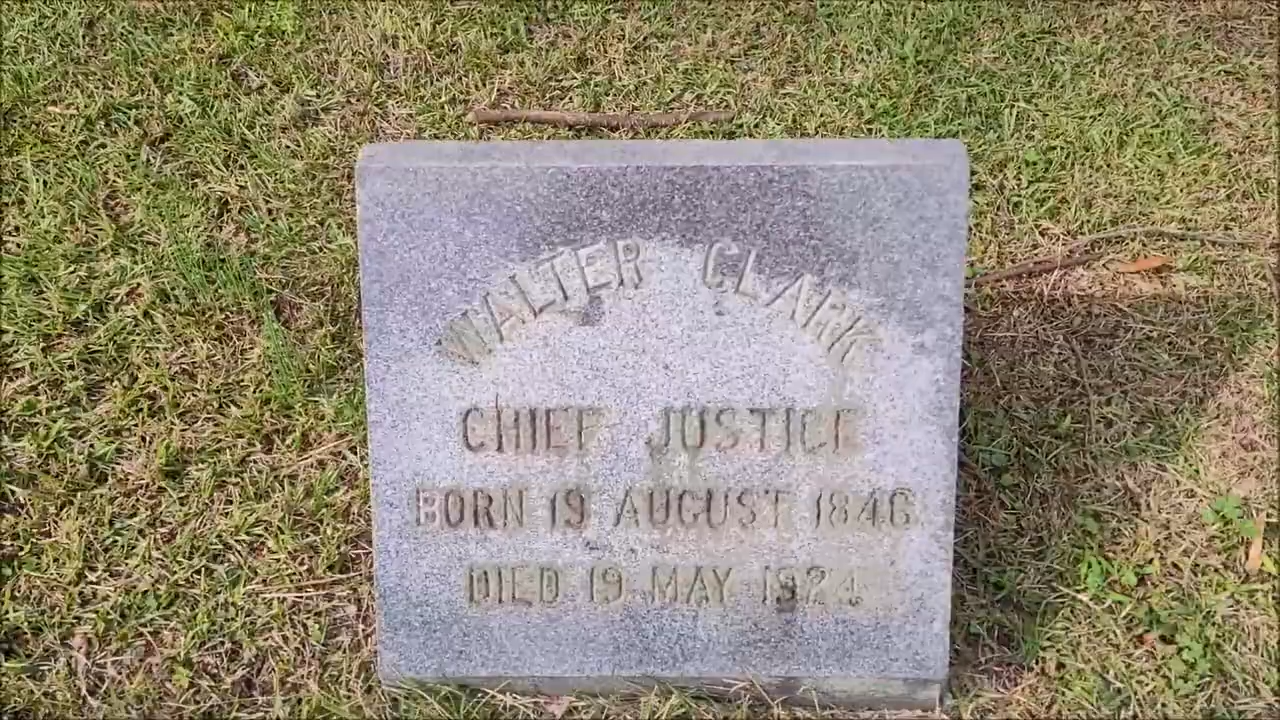 WALTER CLARK
CHIEF JUSTICE
BORN 19 AUGUST 1846
DIED 19 MAY 1924